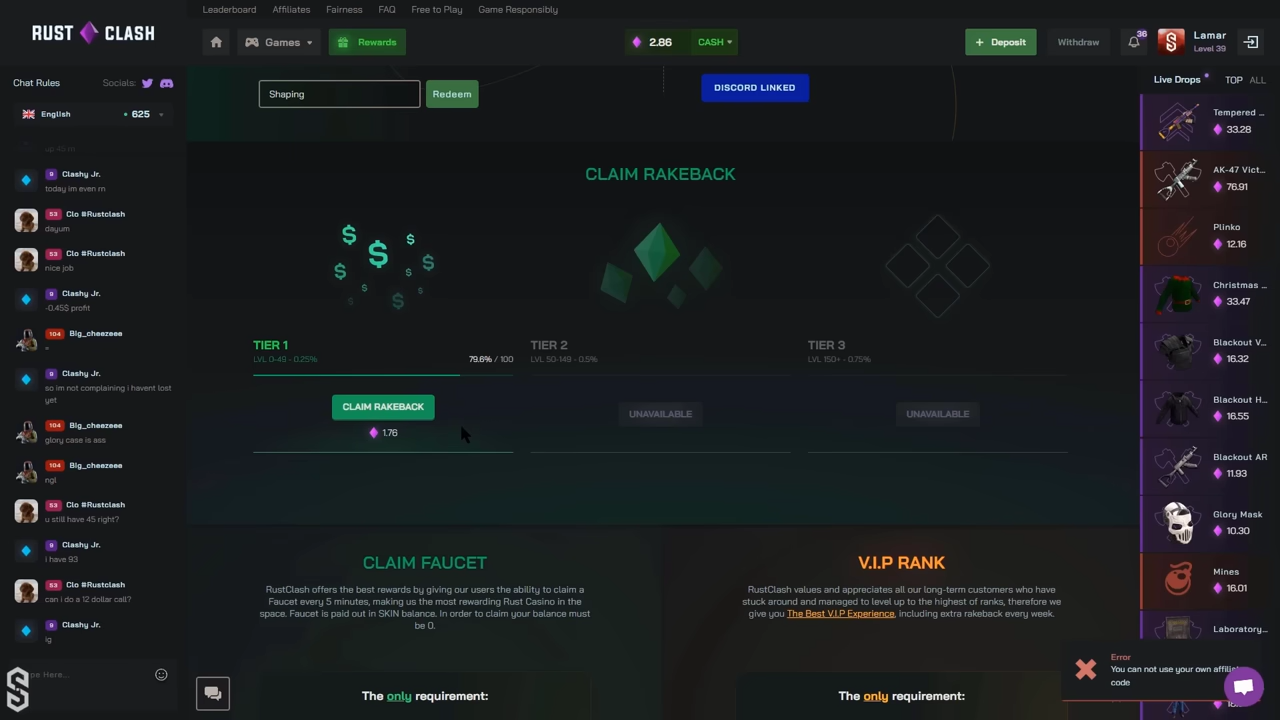 Leaderboard Affiliates Fairness FAQ Free to Play Game Responsibly
RUST CLASH
Games
Rewards
2.86
CASH
+ Deposit
Withdraw
36
Lamar
Level 39
Chat Rules
Socials:
English
625
9 Clashy Jr.
today im even rn
53 Clo #Rustclash
dayum
53 Clo #Rustclash
nice job
9 Clashy Jr.
-0.45$ profit
104 Big_cheezeee
=
9 Clashy Jr.
so im not complaining i havent lost
yet
104 Big_cheezeee
glory case is ass
104 Big_cheezeee
ngl
53 Clo #Rustclash
u still have 45 right?
9 Clashy Jr.
i have 93
53 Clo #Rustclash
can i do a 12 dollar call?
9 Clashy Jr.
ig
pe Here...
Shaping
Redeem
DISCORD LINKED
CLAIM RAKEBACK
TIER 1
LVL 0-49 - 0.25%
79.6% / 100
CLAIM RAKEBACK
1.76
TIER 2
LVL 50-149 - 0.5%
UNAVAILABLE
TIER 3
LVL 150+ - 0.75%
UNAVAILABLE
CLAIM FAUCET
RustClash offers the best rewards by giving our users the ability to claim a
Faucet every 5 minutes, making us the most rewarding Rust Casino in the
space. Faucet is paid out in SKIN balance. In order to claim your balance must
be 0.
The only requirement:
V.I.P RANK
RustClash values and appreciates all our long-term customers who have
stuck around and managed to level up to the highest of ranks, therefore we
give you The Best V.I.P Experience, including extra rakeback every week.
The only requirement:
Live Drops
TOP ALL
Tempered ...
33.28
AK-47 Vict...
76.91
Plinko
12.16
Christmas ...
33.47
Blackout V...
16.32
Blackout H...
16.55
Blackout AR
11.93
Glory Mask
10.30
Mines
16.01
Laboratory...
Error
You can not use your own affilia
code